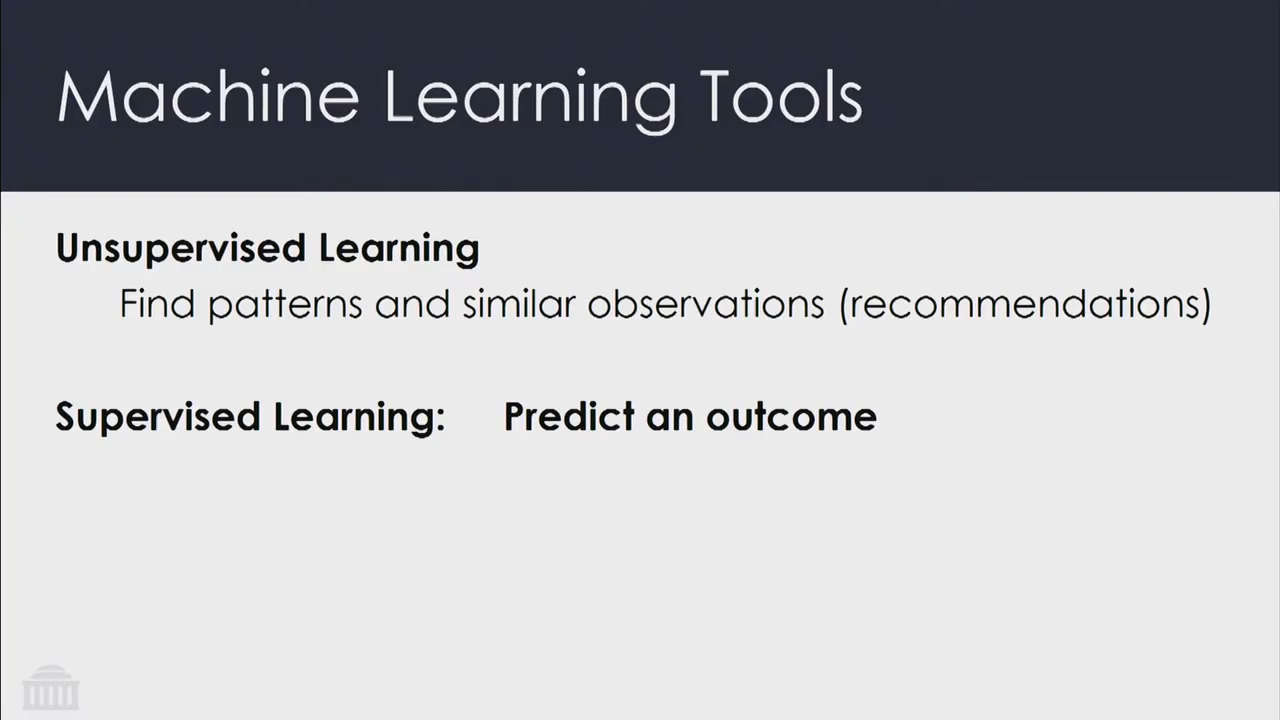 Machine Learning Tools
Unsupervised Learning
Find patterns and similar observations (recommendations)
Supervised Learning: Predict an outcome